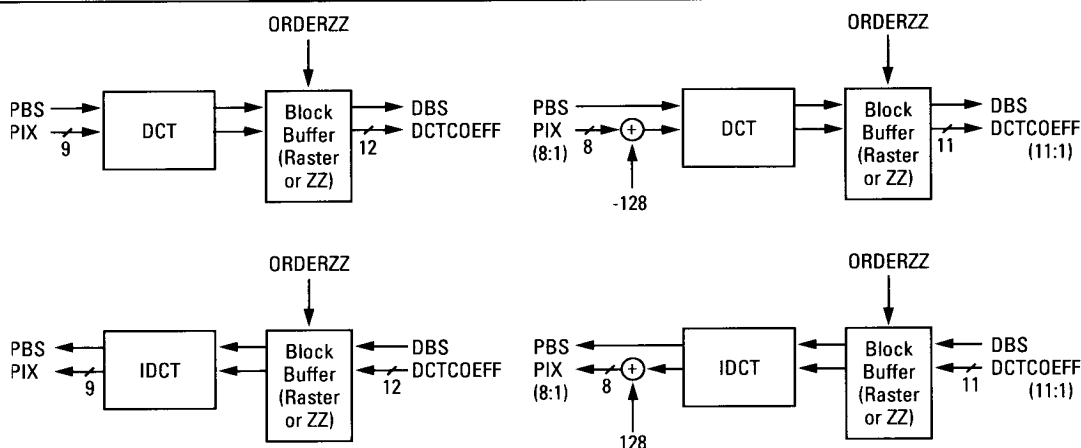 ORDERZZ
PBS
PIX
9
DCT
Block
Buffer
(Raster
or ZZ)
DBS
DCTCOEFF
12
ORDERZZ
PBS
PIX
(8:1)
8
+
-128
DCT
Block
Buffer
(Raster
or ZZ)
DBS
DCTCOEFF
11
(11:1)
ORDERZZ
PBS
PIX
9
IDCT
Block
Buffer
(Raster
or ZZ)
DBS
DCTCOEFF
12
ORDERZZ
PBS
PIX
(8:1)
8
+
128
IDCT
Block
Buffer
(Raster
or ZZ)
DBS
DCTCOEFF
11
(11:1)